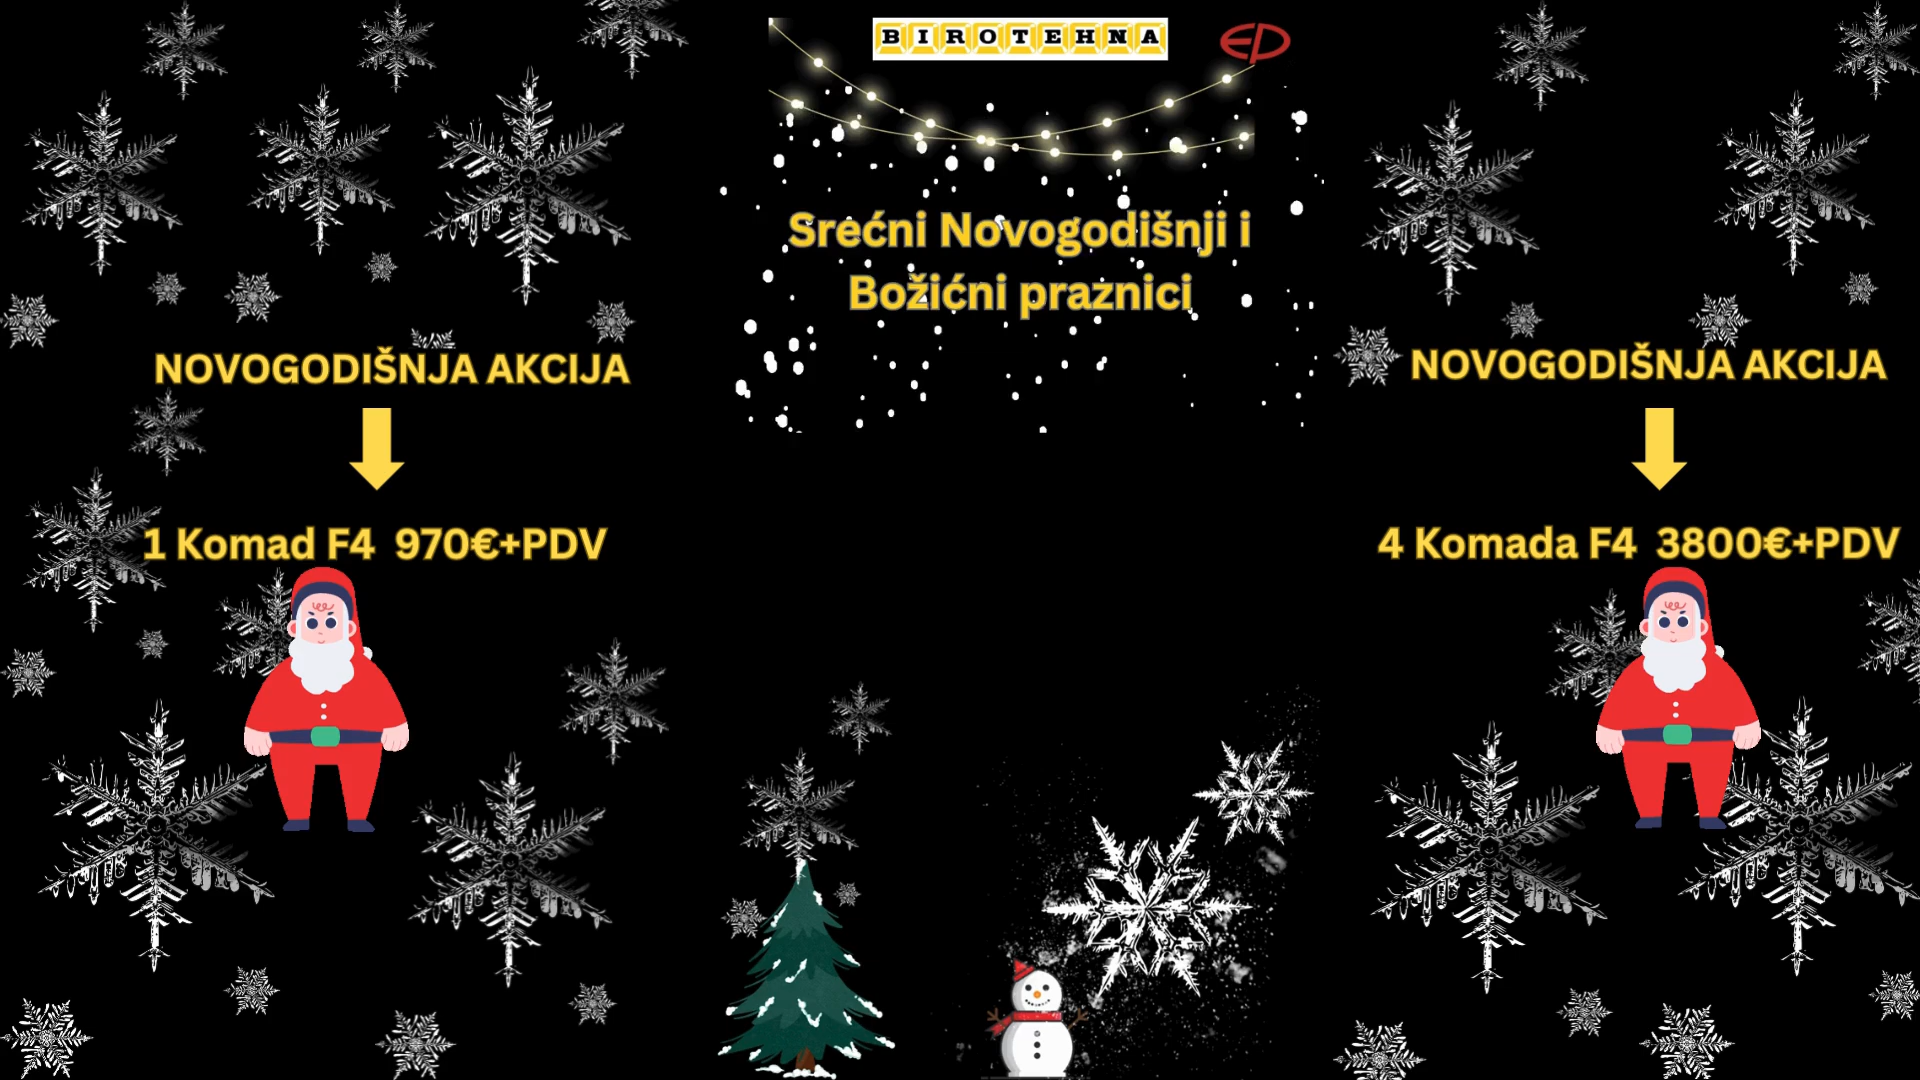 BIROTEHNA
Srećni Novogodišnji i
Božićni praznici
NOVOGODIŠNJA AKCIJA
1 Komad F4 970€+PDV
NOVOGODIŠNJA AKCIJA
4 Komada F4 3800€+PDV